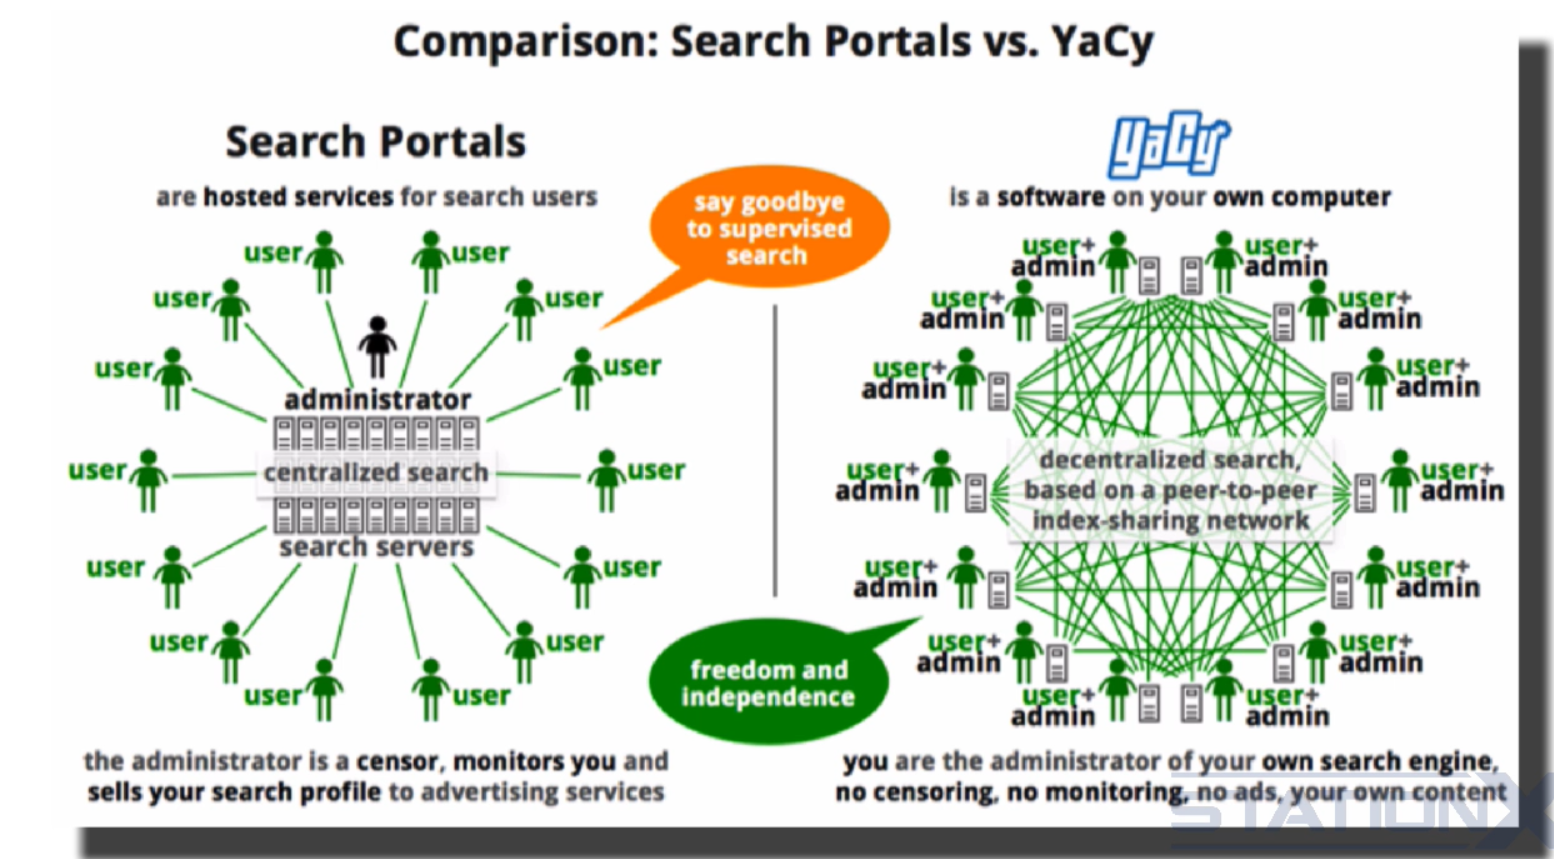 Comparison: Search Portals vs. YaCy
Search Portals
are hosted services for search users
user
user
user
user
user
user
administrator
user
centralized search
user
search servers
user
user
user
user
user
user
say goodbye
to supervised
search
freedom and
independence
the administrator is a censor, monitors you and
sells your search profile to advertising services
YaCy
is a software on your own computer
user+
admin
user+
admin
user+
admin
user+
admin
user+
admin
user+
admin
user+
admin
decentralized search,
based on a peer-to-peer
index-sharing network
user+
admin
user+
admin
user+
admin
user+
admin
user+
admin
user+
admin
user+
admin
you are the administrator of your own search engine,
no censoring, no monitoring, no ads, your own content
STATIONX